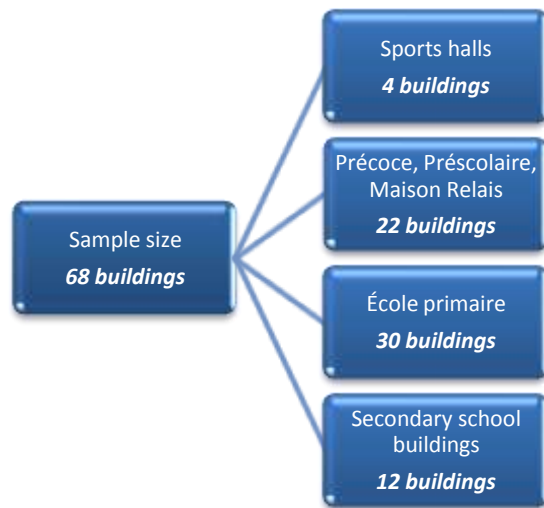 Sample size
68 buildings
Sports halls
4 buildings
Précoce, Préscolaire,
Maison Relais
22 buildings
École primaire
30 buildings
Secondary school
buildings
12 buildings